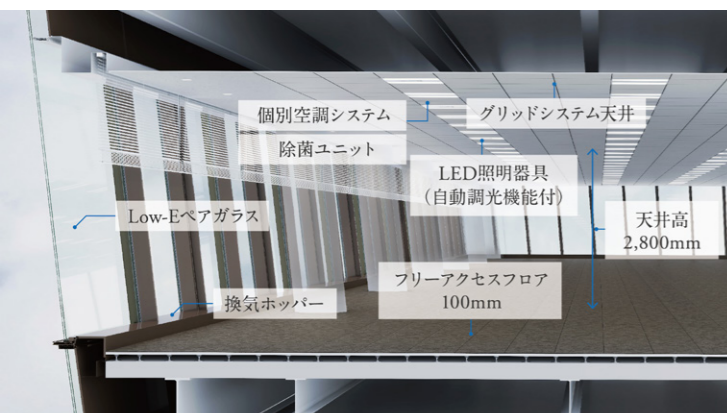 個別空調システム
グリッドシステム天井
除菌ユニット
LED照明器具
（自動調光機能付）
Low-Eペアガラス
天井高
2,800mm
フリーアクセスフロア
100mm
換気ホッパー